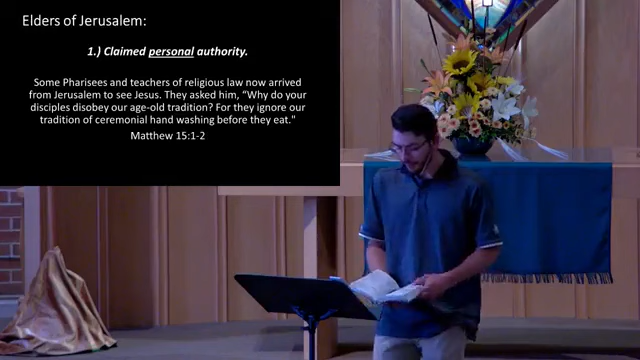 Elders of Jerusalem:
1.) Claimed personal authority.
Some Pharisees and teachers of religious law now arrived
from Jerusalem to see Jesus. They asked him, “Why do your
disciples disobey our age-old tradition? For they ignore our
tradition of ceremonial hand washing before they eat."
Matthew 15:1-2